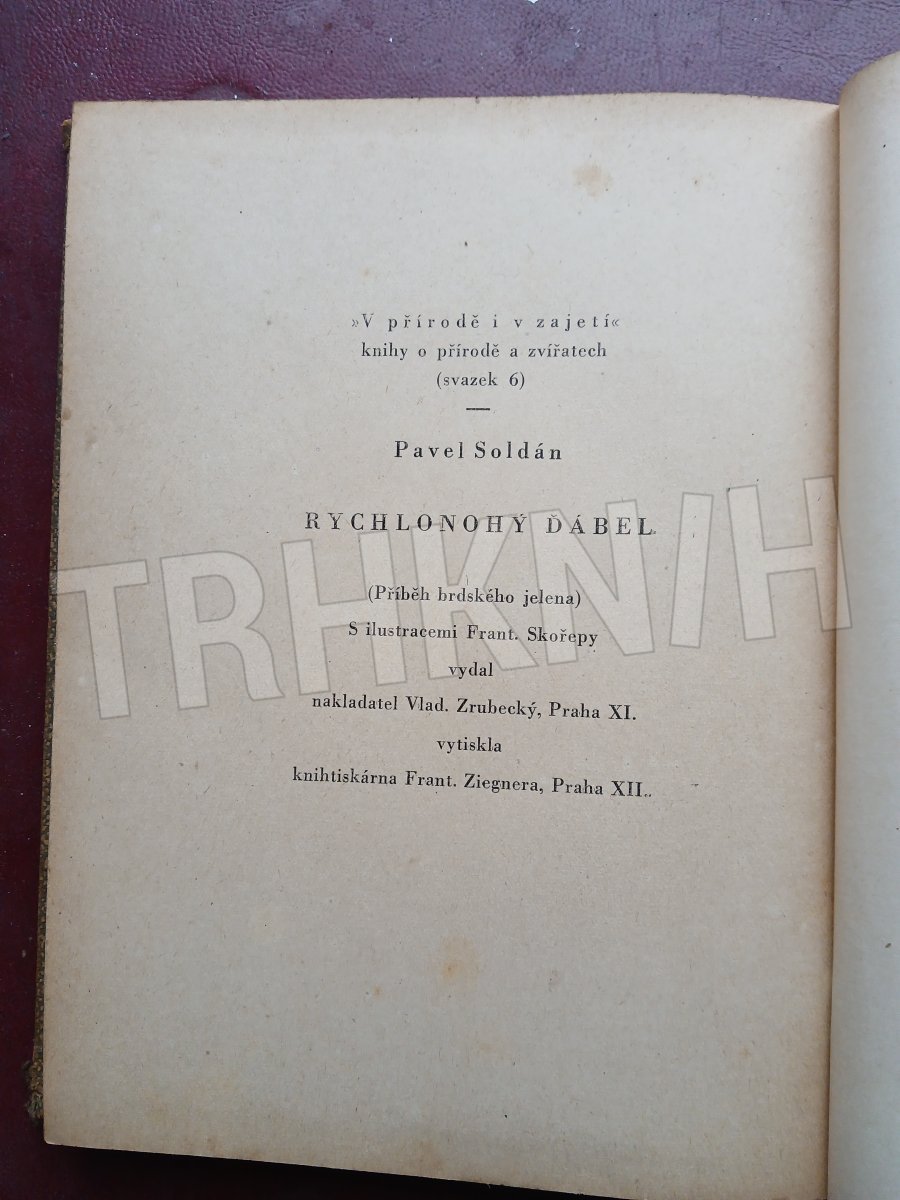 »V přírodě i v zajetí«
knihy o přírodě a zvířatech
(svazek 6)
Pavel Soldán
RYCHLONOHÝ ĎÁBEL
(Příběh brdského jelena)
S ilustracemi Frant. Skořepy
vydal
nakladatel Vlad. Zrubecký, Praha XI.
vytiskla
knihtiskárna Frant. Ziegnera, Praha XII.
TRHKNIH